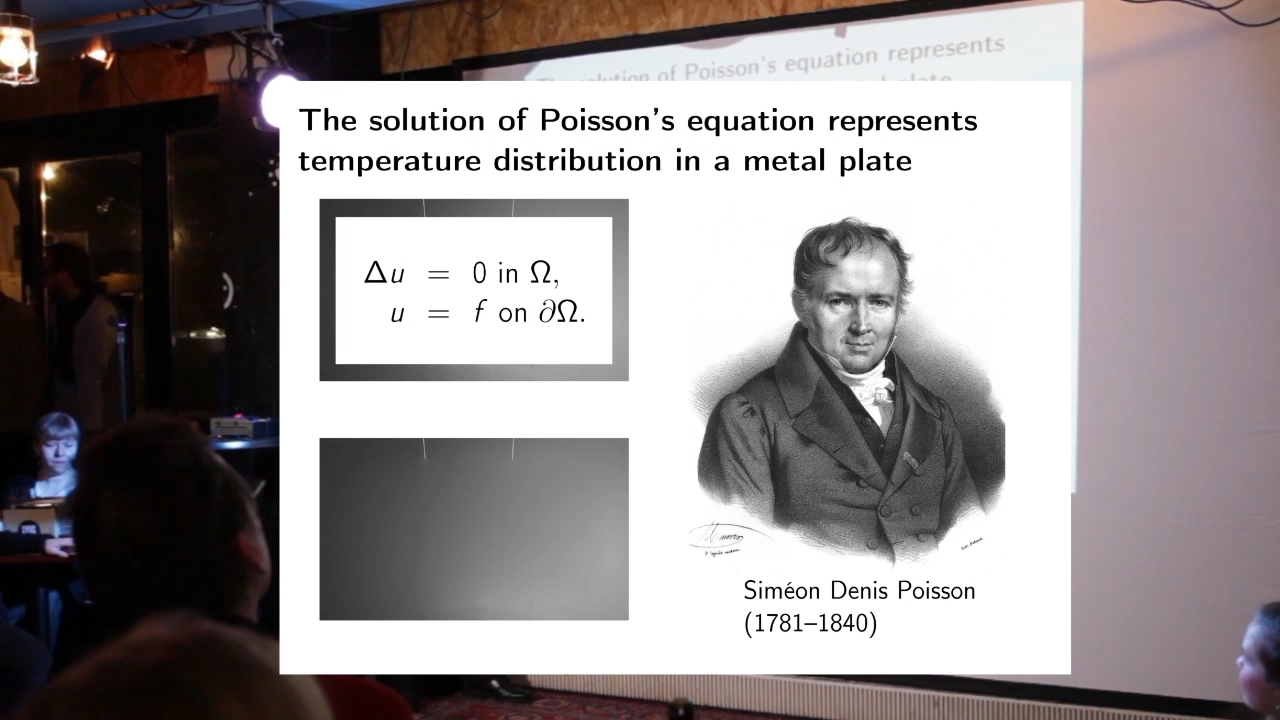 The solution of Poisson's equation represents
plate
The solution of Poisson's equation represents
temperature distribution in a metal plate
Δu = 0 in Ω,
u = f on ∂Ω.
Siméon Denis Poisson
(1781–1840)